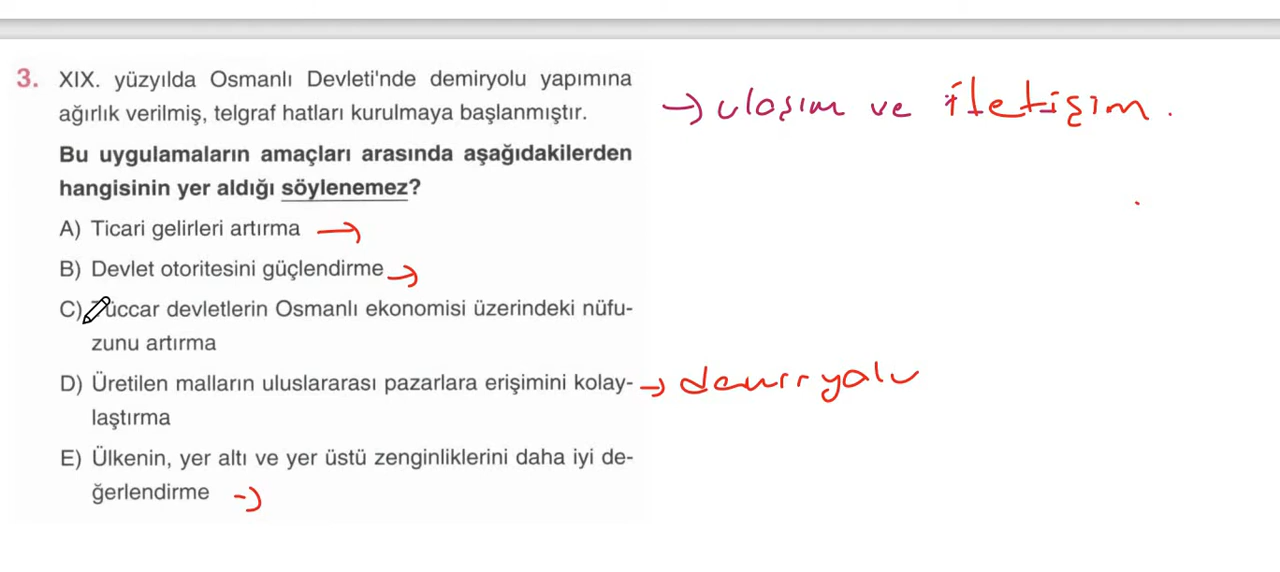 3. XIX. yüzyılda Osmanlı Devleti'nde demiryolu yapımına
ağırlık verilmiş, telgraf hatları kurulmaya başlanmıştır.
→ ulaşım ve iletişim.
Bu uygulamaların amaçları arasında aşağıdakilerden
hangisinin yer aldığı söylenemez?
A) Ticari gelirleri artırma →
B) Devlet otoritesini güçlendirme →
C) devletlerin Osmanlı ekonomisi üzerindeki nüfu-
zunu artırma
D) Üretilen malların uluslararası pazarlara erişimini kolay- → demiryolu
laştırma
E) Ülkenin, yer altı ve yer üstü zenginliklerini daha iyi de-
ğerlendirme →